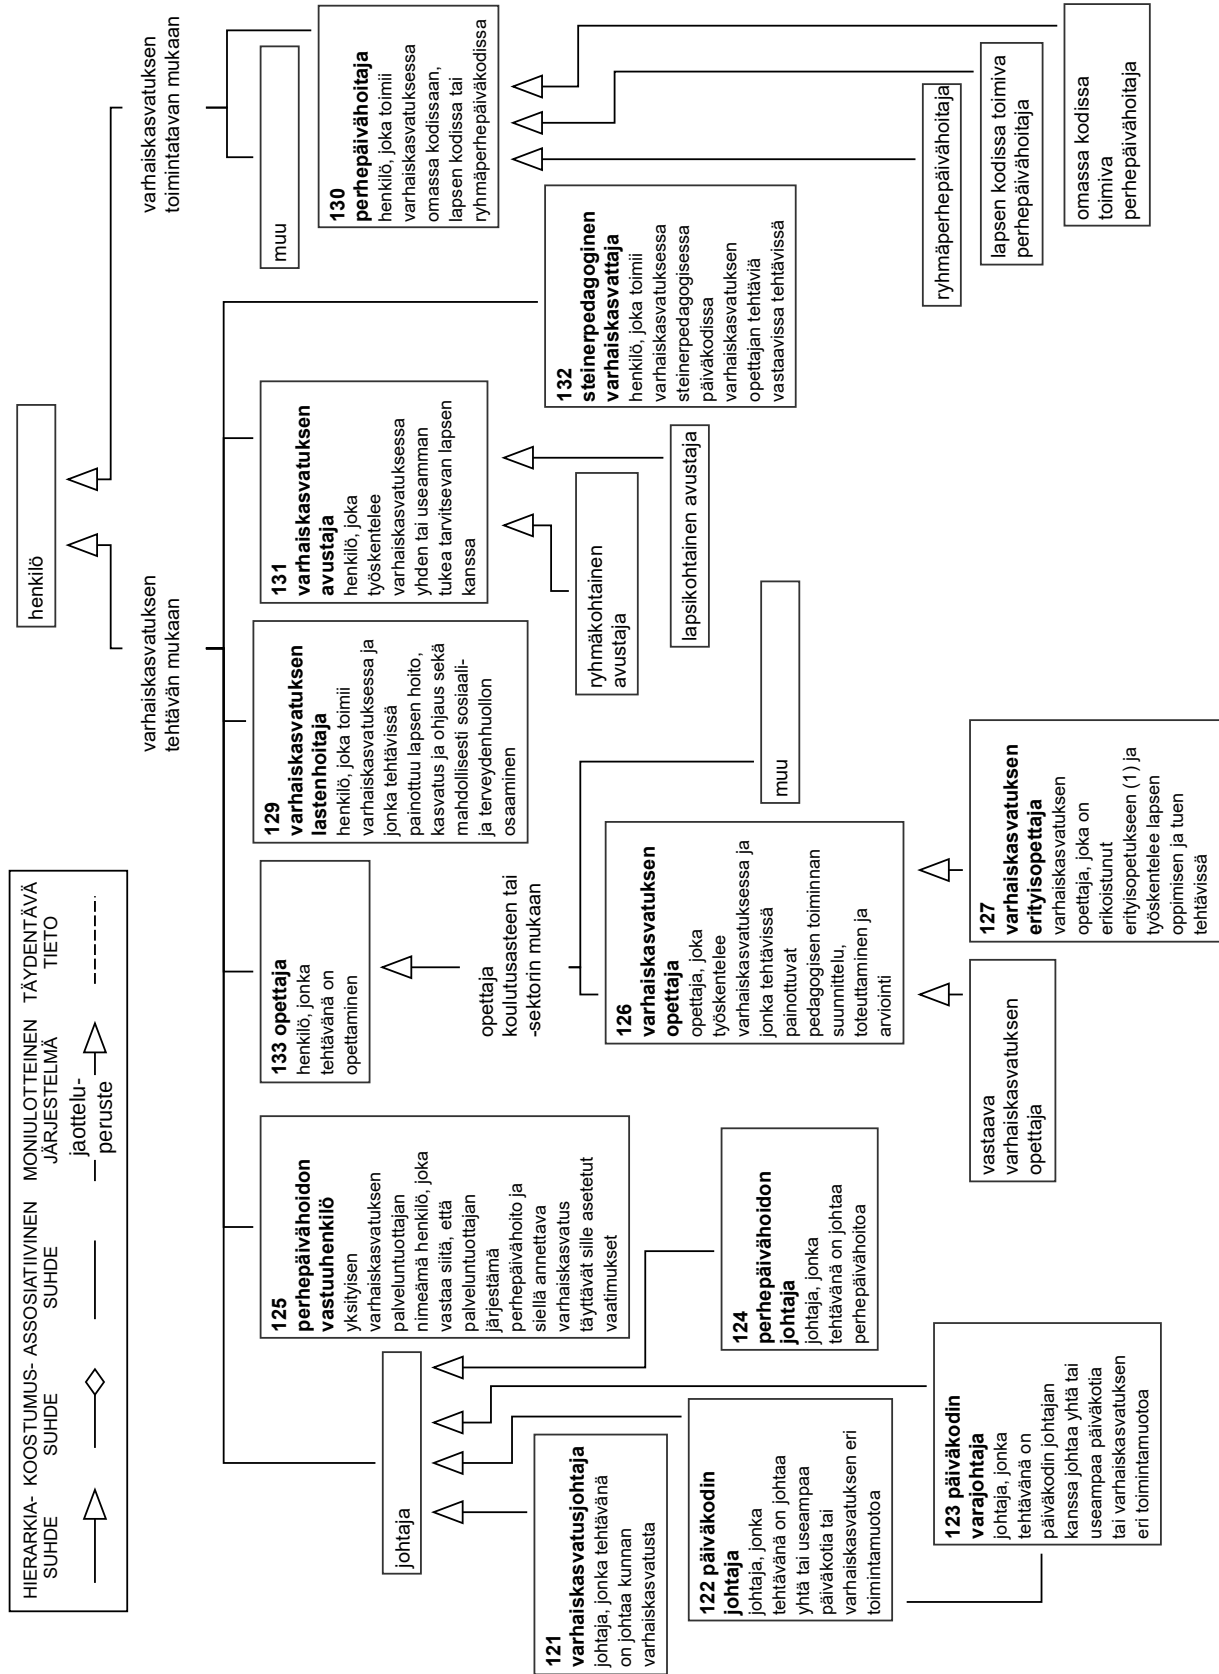 HIERARKIA-
SUHDE
KOOSTUMUS-
SUHDE
ASSOSIATIIVINEN
SUHDE
MONIULOTTEINEN
JÄRJESTELMÄ
jaottelu-
peruste
TÄYDENTÄVÄ
TIETO
henkilö
varhaiskasvatuksen
tehtävän mukaan
varhaiskasvatuksen
toimintatavan mukaan
johtaja
121
varhaiskasvatusjohtaja
johtaja, jonka tehtävänä
on johtaa kunnan
varhaiskasvatusta
122 päiväkodin
johtaja
johtaja, jonka
tehtävänä on johtaa
yhtä tai useampaa
päiväkotia tai
varhaiskasvatuksen eri
toimintamuotoa
123 päiväkodin
varajohtaja
johtaja, jonka
tehtävänä on
päiväkodin johtajan
kanssa johtaa yhtä tai
useampaa päiväkotia
tai varhaiskasvatuksen
eri toimintamuotoa
124
perhepäivähoidon
johtaja
johtaja, jonka
tehtävänä on johtaa
perhepäivähoitoa
125
perhepäivähoidon
vastuuhenkilö
yksityisen
varhaiskasvatuksen
palveluntuottajan
nimeämä henkilö, joka
vastaa siitä, että
palveluntuottajan
järjestämä
perhepäivähoito ja
siellä annettava
varhaiskasvatus
täyttävät sille asetetut
vaatimukset
133 opettaja
henkilö, jonka
tehtävänä on
opettaminen
opettaja
koulutusasteen tai
-sektorin mukaan
126
varhaiskasvatuksen
opettaja
opettaja, joka
työskentelee
varhaiskasvatuksessa ja
jonka tehtävissä
painottuvat
pedagogisen toiminnan
suunnittelu,
toteuttaminen ja
arviointi
muu
vastaava
varhaiskasvatuksen
opettaja
127
varhaiskasvatuksen
erityisopettaja
varhaiskasvatuksen
opettaja, joka on
erikoistunut
erityisopetukseen (1) ja
työskentelee lapsen
oppimisen ja tuen
tehtävissä
129
varhaiskasvatuksen
lastenhoitaja
henkilö, joka toimii
varhaiskasvatuksessa ja
jonka tehtävissä
painottuu lapsen hoito,
kasvatus ja ohjaus sekä
mahdollisesti sosiaali-
ja terveydenhuollon
osaaminen
131
varhaiskasvatuksen
avustaja
henkilö, joka
työskentelee
varhaiskasvatuksessa
yhden tai useamman
tukea tarvitsevan lapsen
kanssa
ryhmäkohtainen
avustaja
lapsikohtainen avustaja
132
steinerpedagoginen
varhaiskasvattaja
henkilö, joka toimii
varhaiskasvatuksessa
steinerpedagogisessa
päiväkodissa
varhaiskasvatuksen
opettajan tehtäviä
vastaavissa tehtävissä
muu
130
perhepäivähoitaja
henkilö, joka toimii
varhaiskasvatuksessa
omassa kodissaan,
lapsen kodissa tai
ryhmäperhepäiväkodissa
ryhmäperhepäivähoitaja
lapsen kodissa toimiva
perhepäivähoitaja
omassa kodissa
toimiva
perhepäivähoitaja